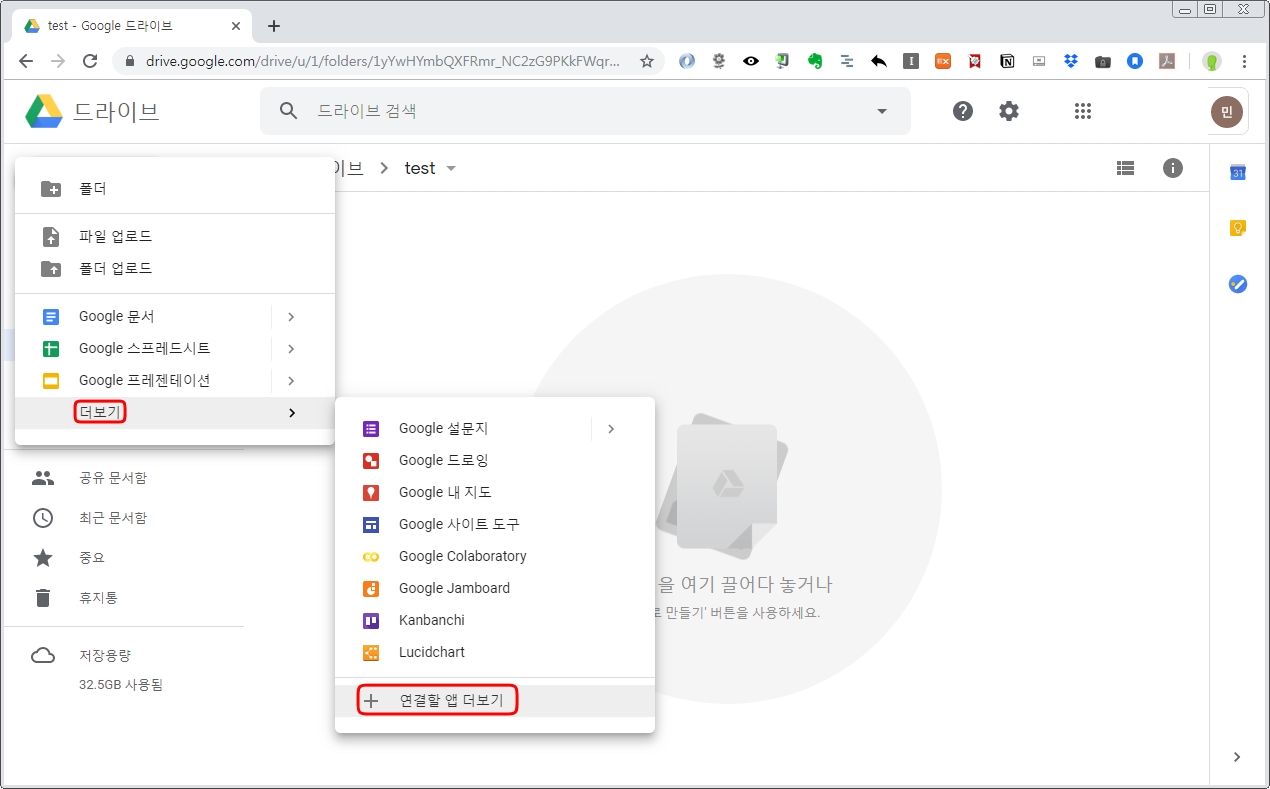 test - Google 드라이브
drive.google.com/drive/u/1/folders/1yYwHYmbQXFRmr_NC2zG9PKkFWqr...
드라이브
드라이브 검색
민
이브 > test
폴더
파일 업로드
폴더 업로드
Google 문서
Google 스프레드시트
Google 프레젠테이션
더보기
Google 설문지
Google 드로잉
Google 내 지도
Google 사이트 도구
Google Colaboratory
Google Jamboard
Kanbanchi
Lucidchart
연결할 앱 더보기
공유 문서함
최근 문서함
중요
휴지통
저장용량
32.5GB 사용됨
을 여기 끌어다 놓거나
로 만들기' 버튼을 사용하세요.
31